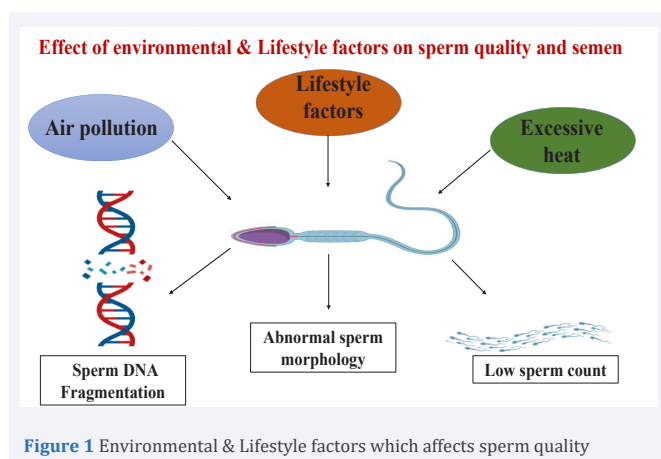 Effect of environmental & Lifestyle factors on sperm quality and semen
Air pollution
Lifestyle
factors
Excessive
heat
Sperm DNA
Fragmentation
Abnormal sperm
morphology
Low sperm count
Figure 1 Environmental & Lifestyle factors which affects sperm quality